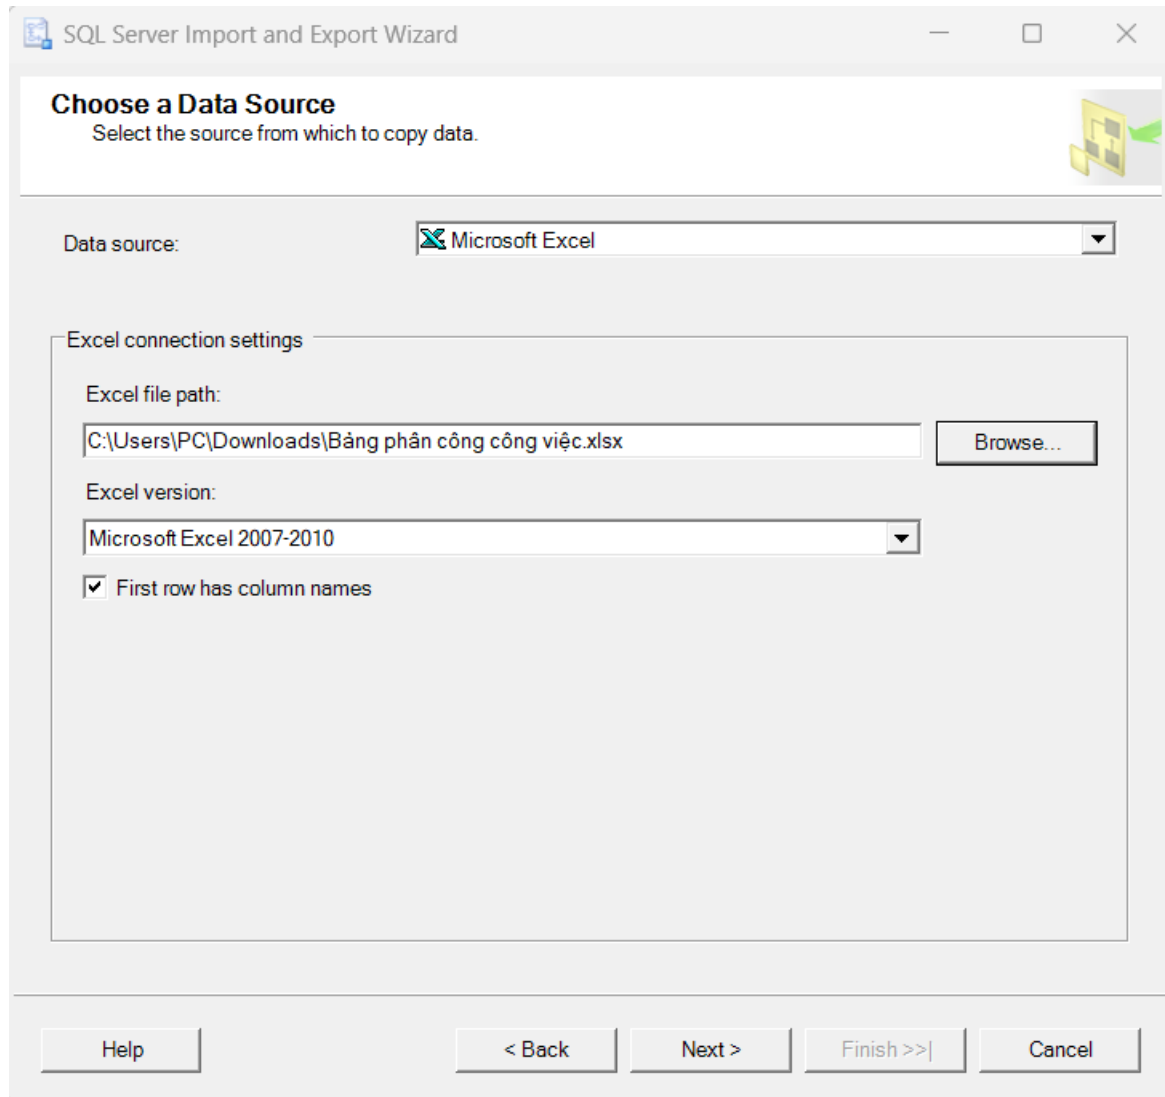 SQL Server Import and Export Wizard
Choose a Data Source
Select the source from which to copy data.
Data source:
Microsoft Excel
Excel connection settings
Excel file path:
C:\Users\PC\Downloads\Bảng phân công công việc.xlsx
Browse...
Excel version:
Microsoft Excel 2007-2010
First row has column names
Help
< Back
Next >
Finish >>|
Cancel